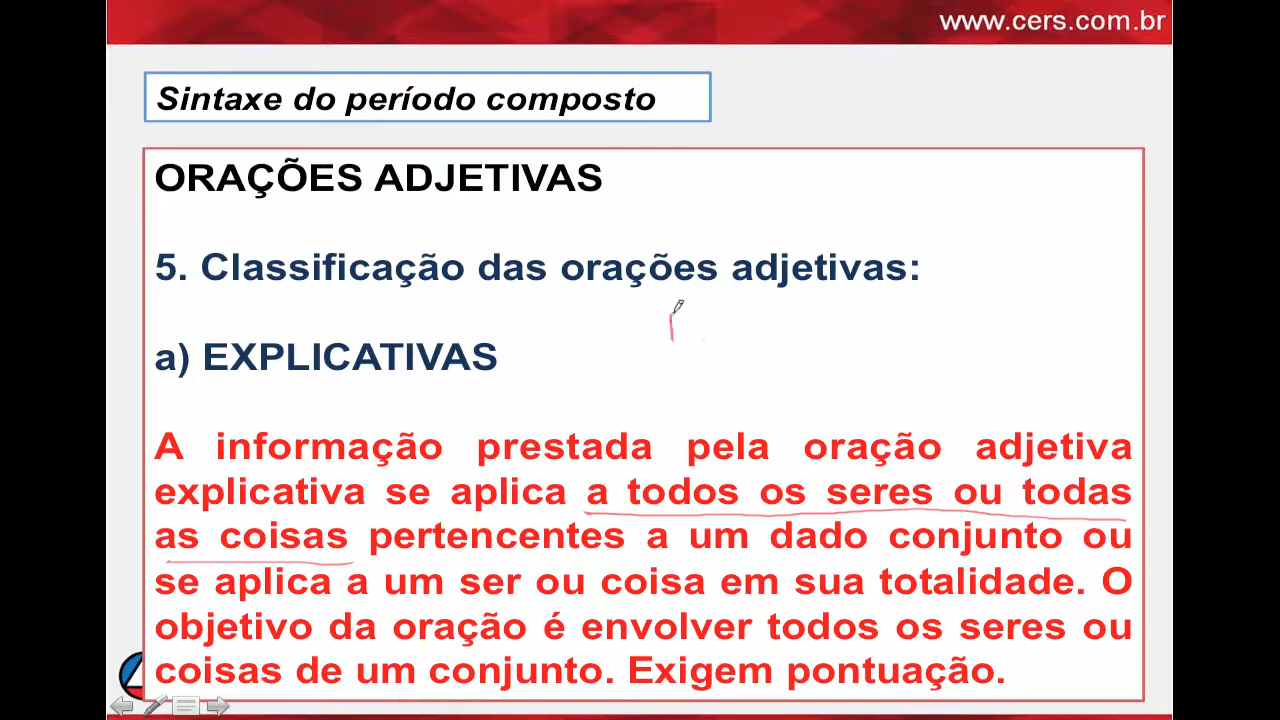 www.cers.com.br
Sintaxe do período composto
ORAÇÕES ADJETIVAS
5. Classificação das orações adjetivas:
a) EXPLICATIVAS
A informação prestada pela oração adjetiva
explicativa se aplica a todos os seres ou todas
as coisas pertencentes a um dado conjunto ou
se aplica a um ser ou coisa em sua totalidade. O
objetivo da oração é envolver todos os seres ou
coisas de um conjunto. Exigem pontuação.